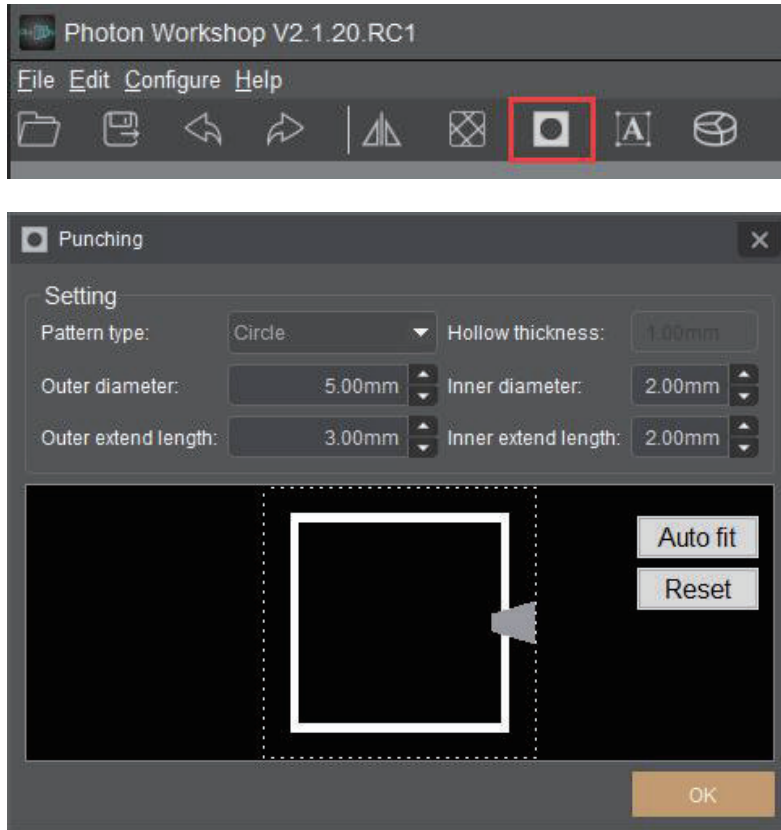 Photon Workshop V2.1.20.RC1
File Edit Configure Help
A
Punching
Setting
Pattern type: Circle Hollow thickness: 1.00mm
Outer diameter: 5.00mm Inner diameter: 2.00mm
Outer extend length: 3.00mm Inner extend length: 2.00mm
Auto fit
Reset
OK